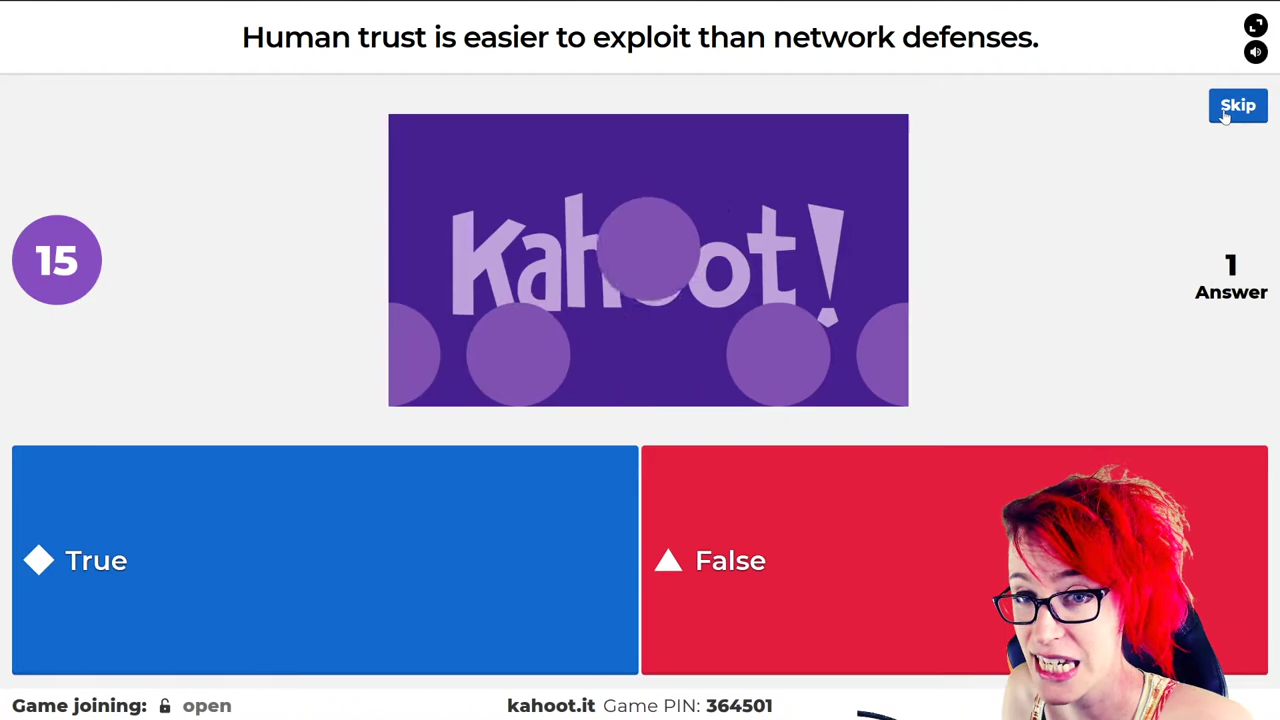 Human trust is easier to exploit than network defenses.
Skip
Kahoot!
15
1
Answer
True
False
Game joining: open
kahoot.it Game PIN: 364501